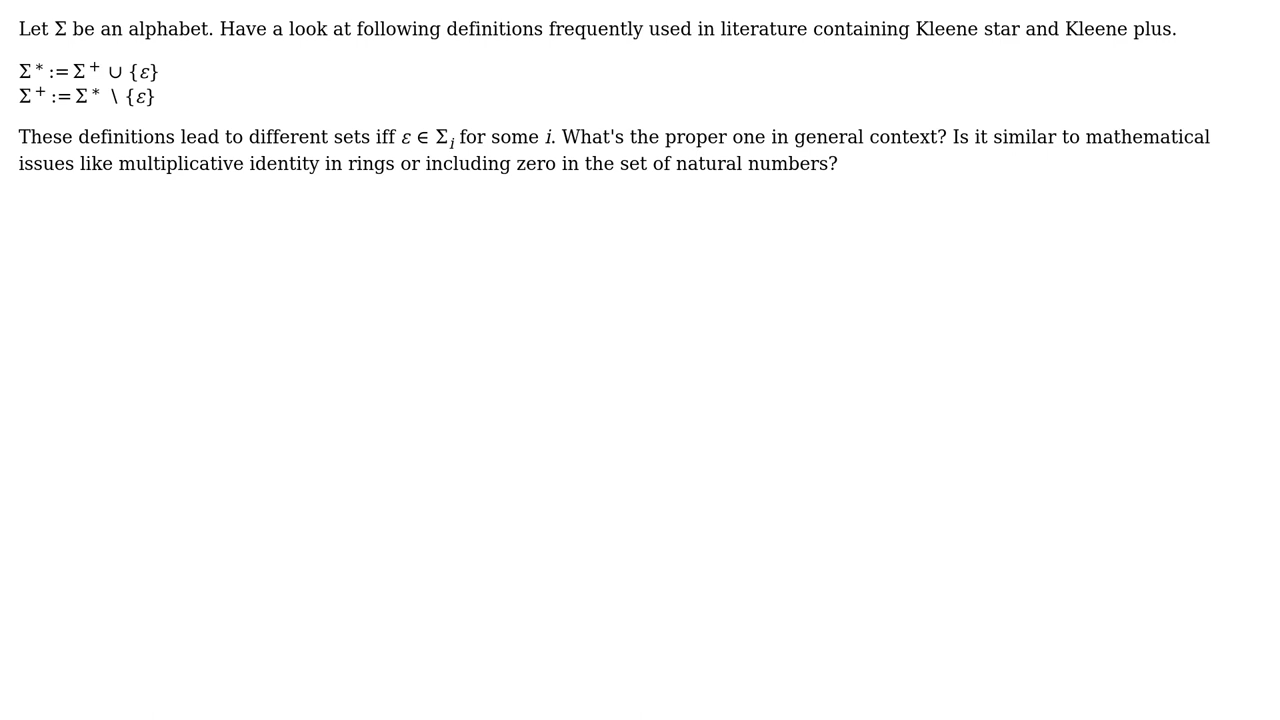 Let Σ be an alphabet. Have a look at following definitions frequently used in literature containing Kleene star and Kleene plus.
Σ* := Σ⁺ ∪ {ε}
Σ⁺ := Σ* \ {ε}
These definitions lead to different sets iff ε ∈ Σᵢ for some i. What's the proper one in general context? Is it similar to mathematical
issues like multiplicative identity in rings or including zero in the set of natural numbers?